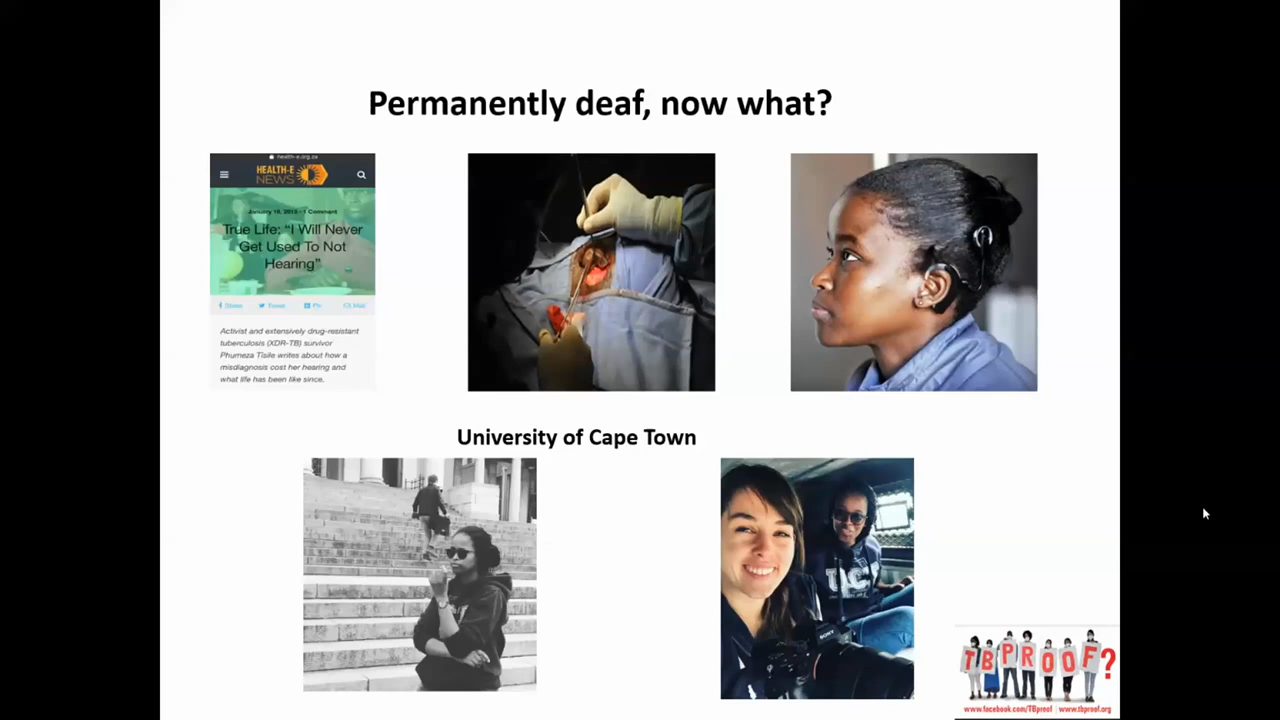 Permanently deaf, now what?
health-e.org.za
HEALTH-E
NEWS
January 16, 2015 - 1 Comment
True Life: “I Will Never
Get Used To Not
Hearing”
Share Tweet Pin Mail
Activist and extensively drug-resistant
tuberculosis (XDR-TB) survivor
Phumeza Tisile writes about how a
misdiagnosis cost her hearing and
what life has been like since,
University of Cape Town
UCT
SONY
TBPROOF?
www.facebook.com/TBproof | www.tbproof.org